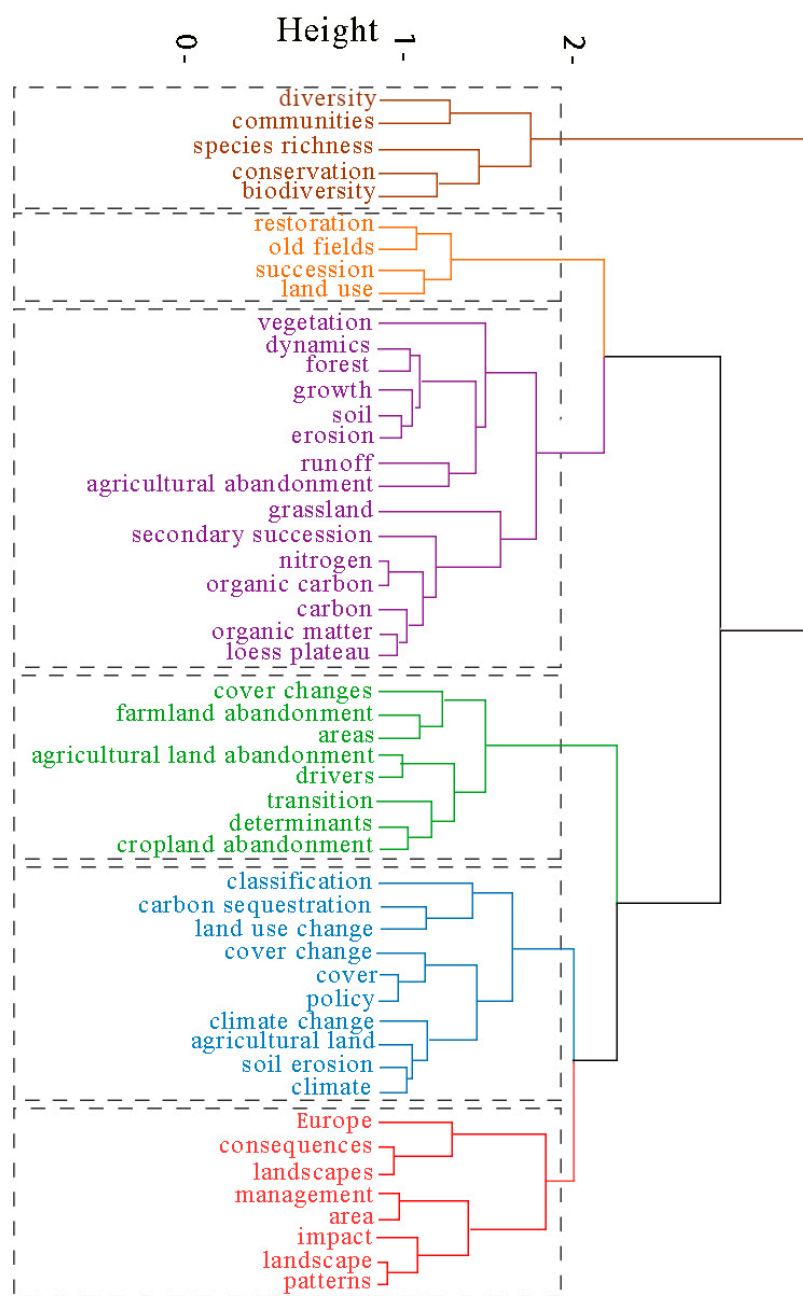 Height
0-
1-
2-
diversity
communities
species richness
conservation
biodiversity
restoration
old fields
succession
land use
vegetation
dynamics
forest
growth
soil
erosion
runoff
agricultural abandonment
grassland
secondary succession
nitrogen
organic carbon
carbon
organic matter
loess plateau
cover changes
farmland abandonment
areas
agricultural land abandonment
drivers
transition
determinants
cropland abandonment
classification
carbon sequestration
land use change
cover change
cover
policy
climate change
agricultural land
soil erosion
climate
Europe
consequences
landscapes
management
area
impact
landscape
patterns